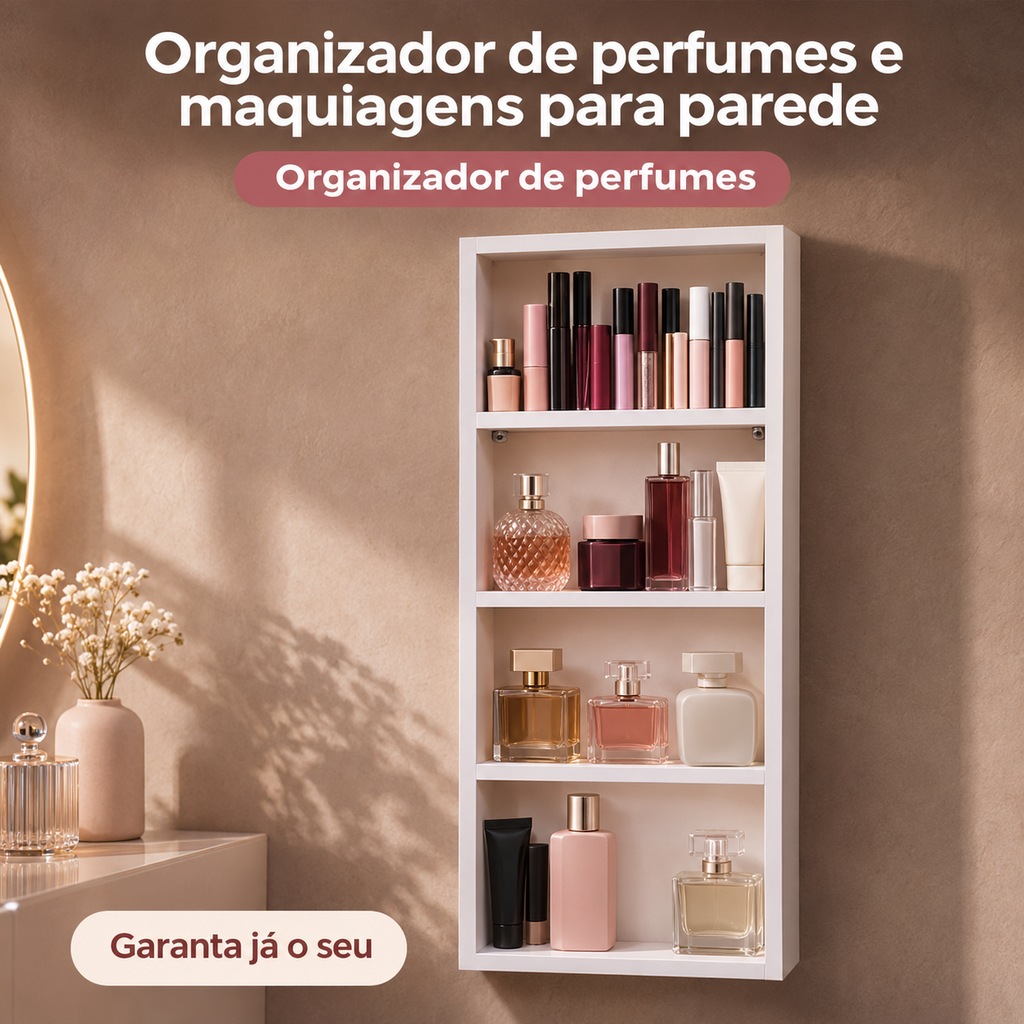 Organizador de perfumes e
maquiagens para parede
Organizador de perfumes
Garanta já o seu